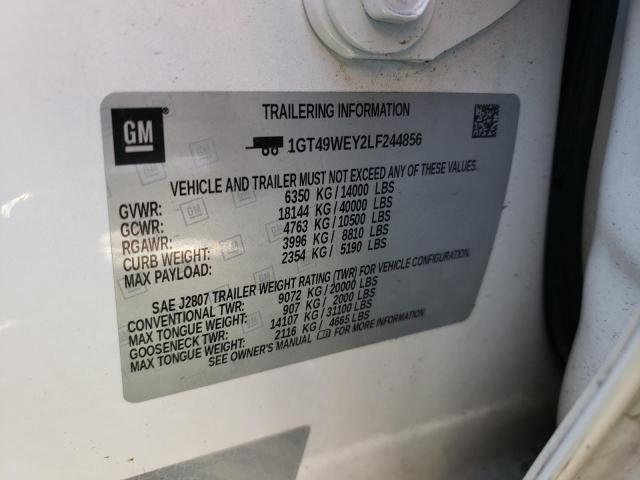 GM
TRAILERING INFORMATION
1GT49WEY2LF244856
VEHICLE AND TRAILER MUST NOT EXCEED ANY OF THESE VALUES
GVWR: 6350 KG/14000 LBS
GCWR: 18144 KG/40000 LBS
RGAWR: 4763 KG/10500 LBS
CURB WEIGHT: 3996 KG/ 8810 LBS
MAX PAYLOAD: 2354 KG/ 5190 LBS
SAE J2807 TRAILER WEIGHT RATING (TWR) FOR VEHICLE CONFIGURATION.
CONVENTIONAL TWR: 9072 KG/20000 LBS
MAX TONGUE WEIGHT: 907 KG/ 2000 LBS
GOOSENECK TWR: 14107 KG/31100 LBS
MAX TONGUE WEIGHT: 2116 KG/ 4665 LBS
SEE OWNER'S MANUAL FOR MORE INFORMATION